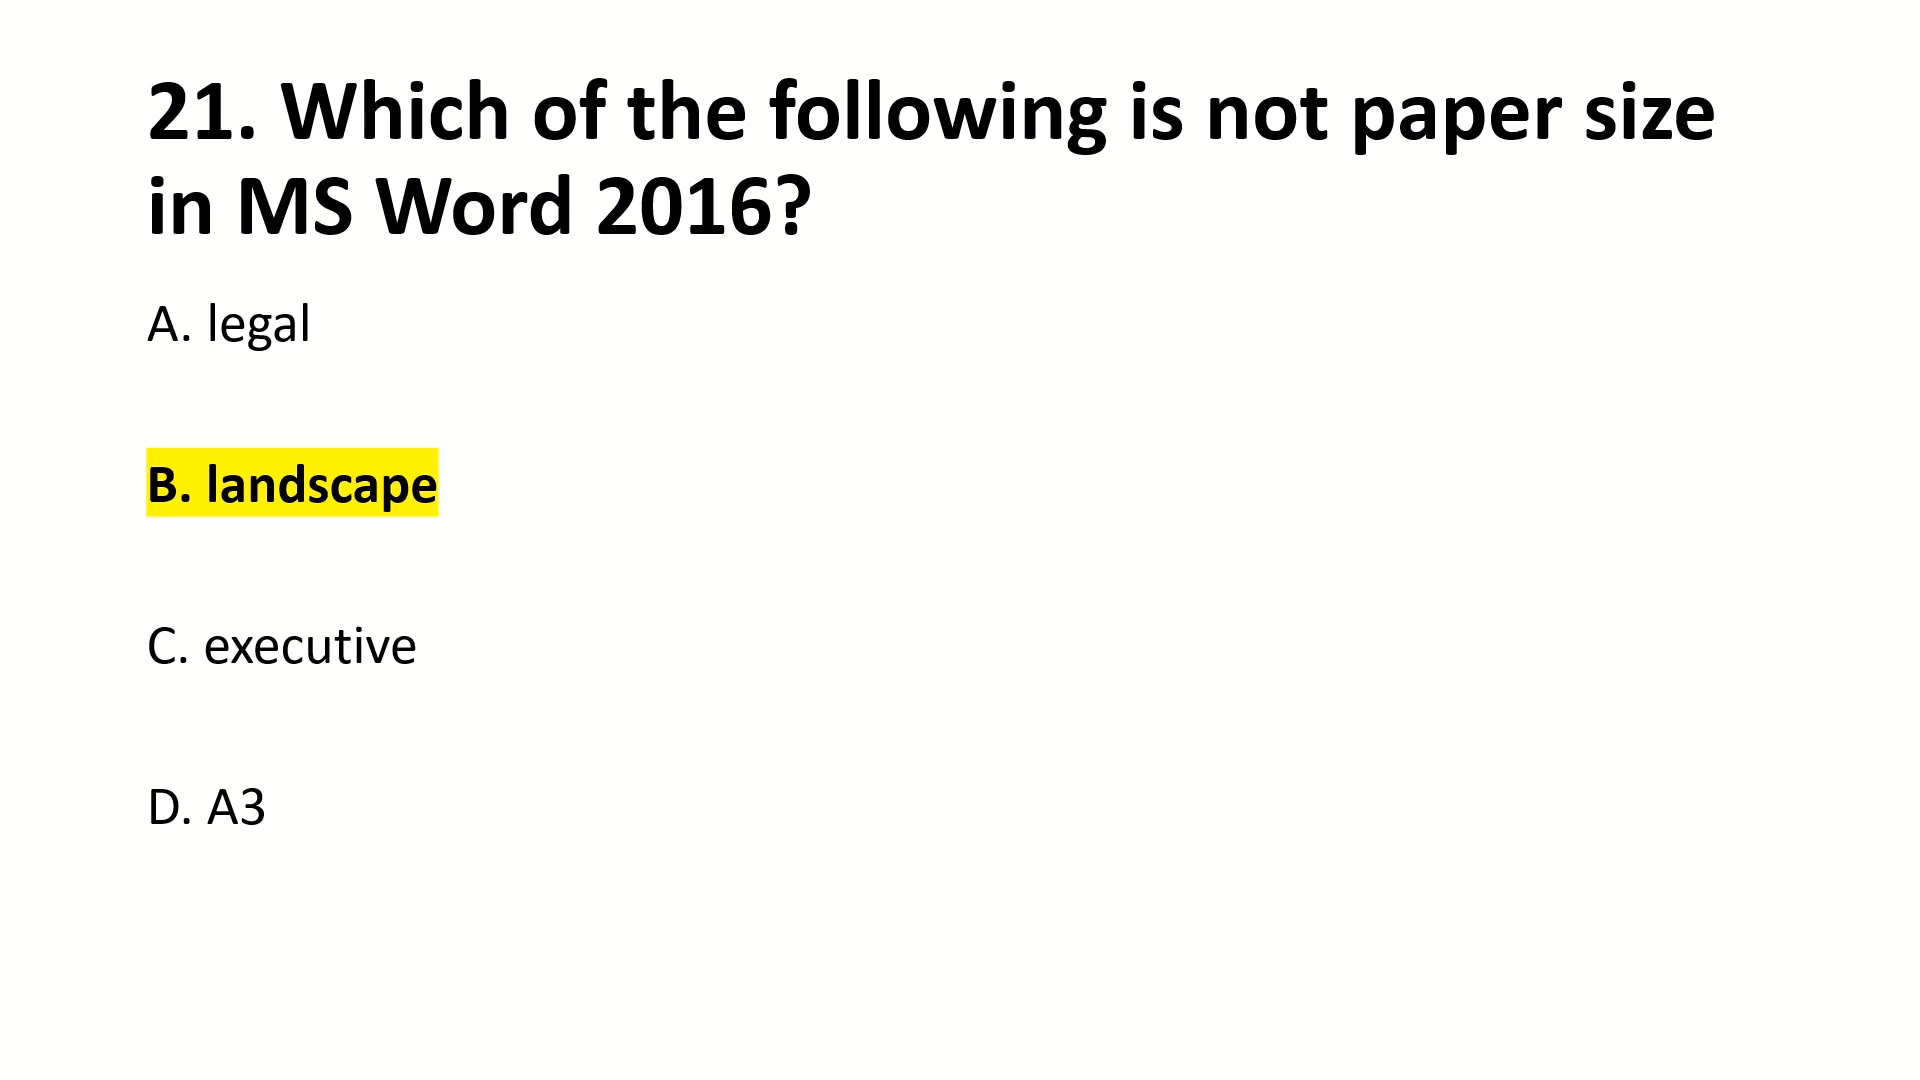 21. Which of the following is not paper size
in MS Word 2016?
A. legal
B. landscape
C. executive
D. A3